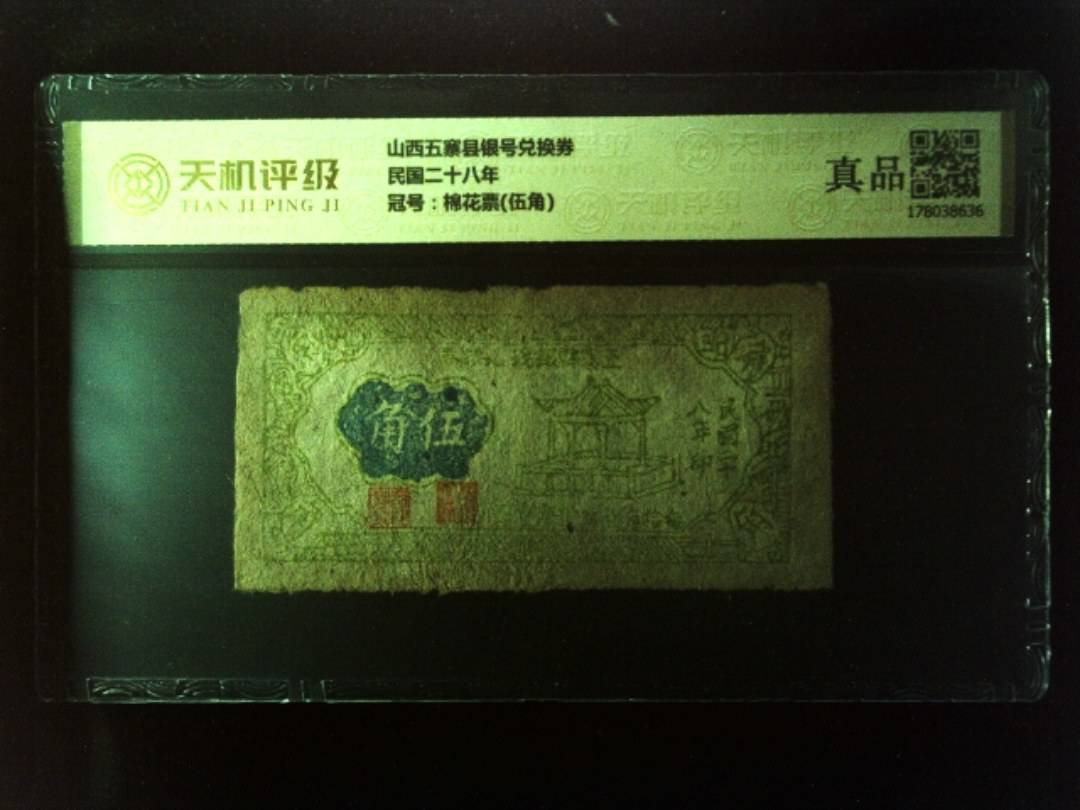 天机评级
TIAN JI PING JI
山西五寨县银号兑换券
民国二十八年
冠号：棉花票(伍角)
真品
178038636
角伍
民國二十
八年印